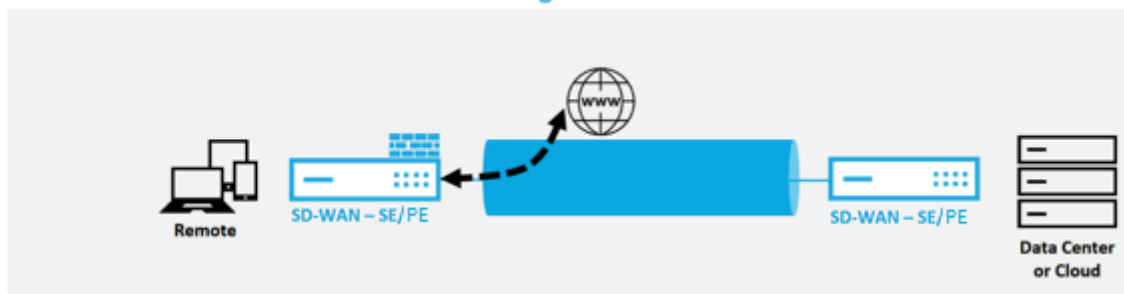 www
SD-WAN – SE/PE
Remote
SD-WAN – SE/PE
Data Center
or Cloud